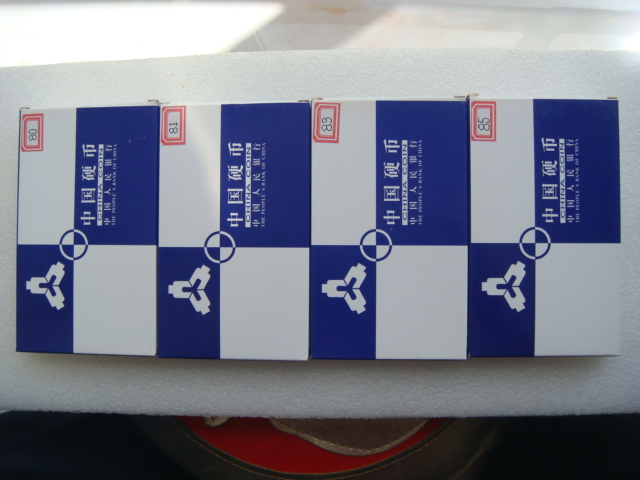 80
中国硬币
CHINA COIN
中国人民银行
THE PEOPLE'S BANK OF CHINA
81
中国硬币
CHINA COIN
中国人民银行
THE PEOPLE'S BANK OF CHINA
83
中国硬币
CHINA COIN
中国人民银行
THE PEOPLE'S BANK OF CHINA
85
中国硬币
CHINA COIN
中国人民银行
THE PEOPLE'S BANK OF CHINA